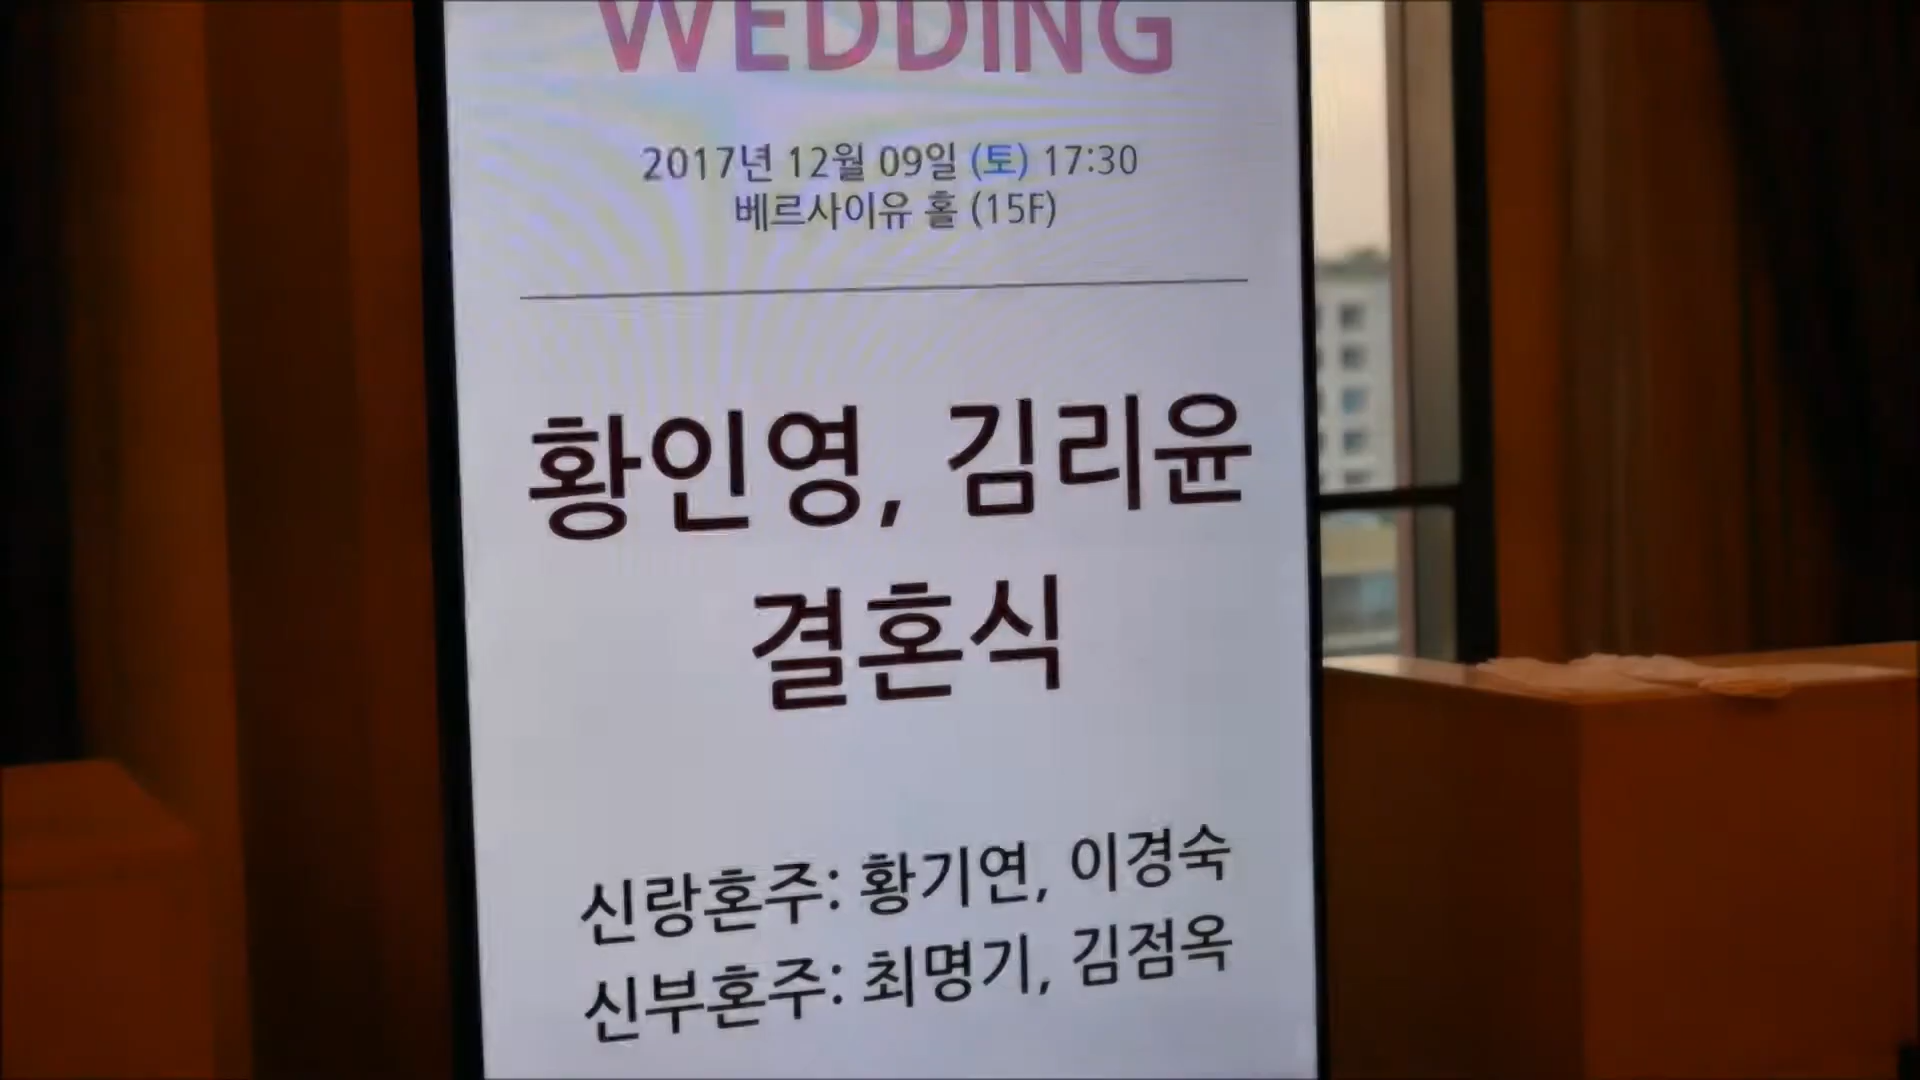 WEDDING
2017년 12월 09일 (토) 17:30
베르사이유 홀 (15F)
황인영, 김리윤
결혼식
신랑혼주: 황기연, 이경숙
신부혼주: 최명기, 김점옥